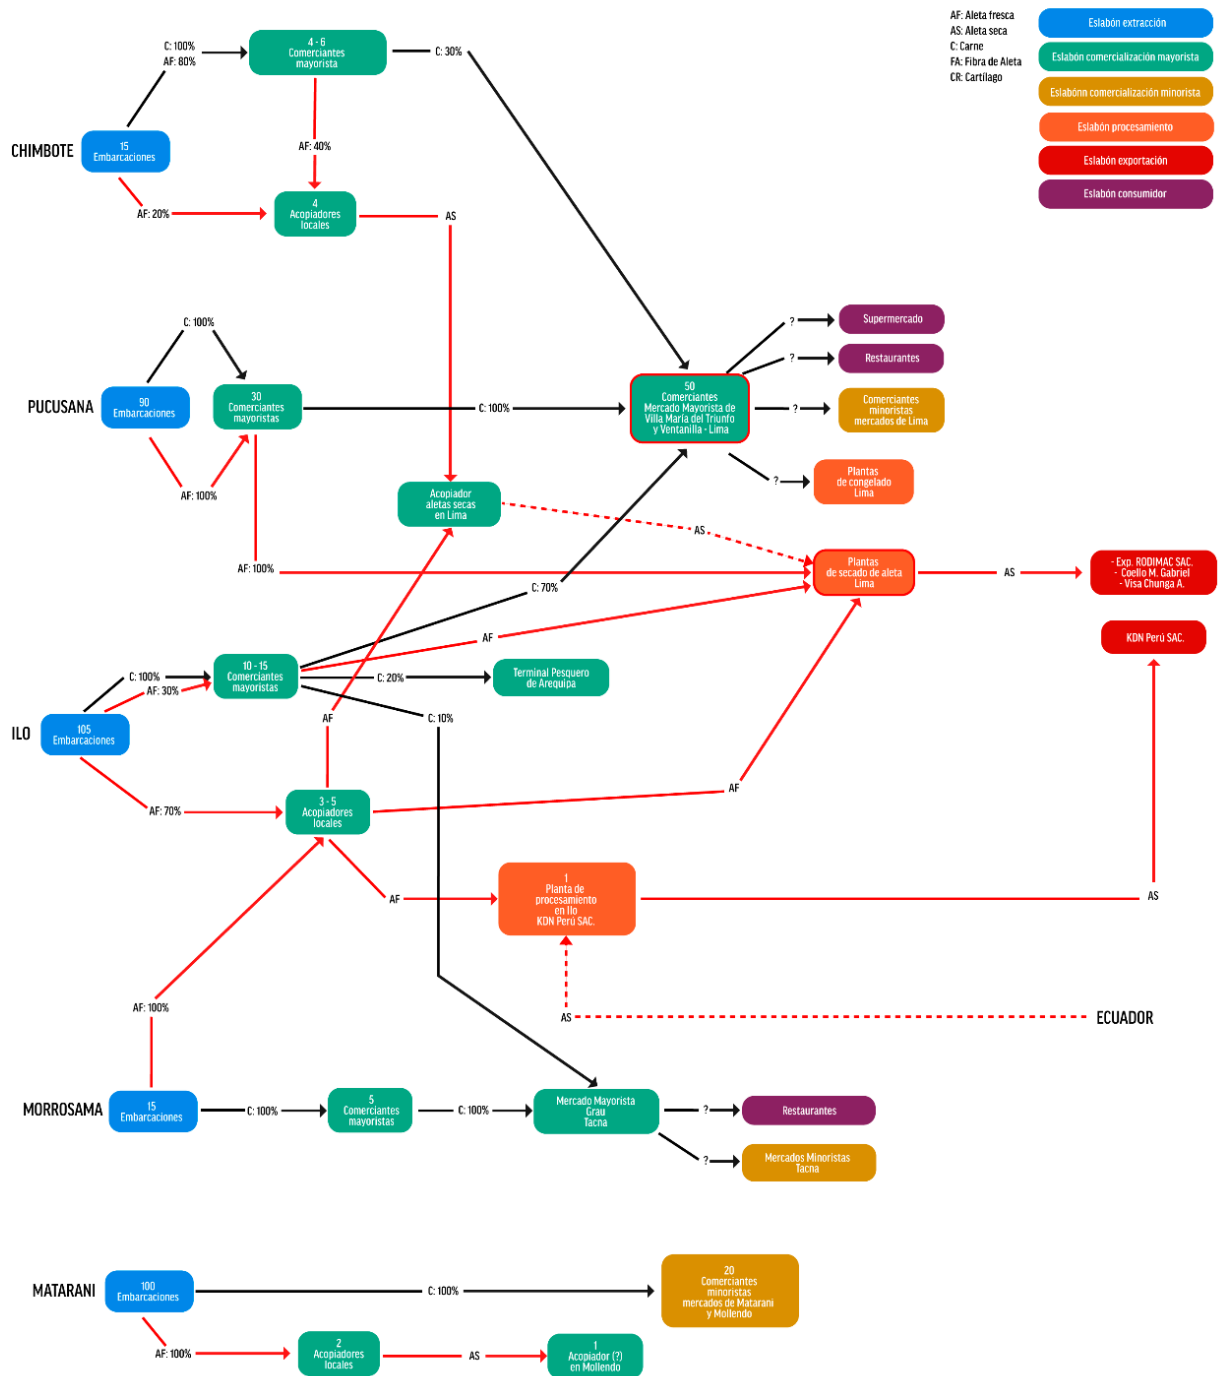 AF: Aleta fresca
AS: Aleta seca
C: Carne
FA: Fibra de Aleta
CR: Cartílago
Eslabón extracción
Eslabón comercialización mayorista
Eslabónn comercialización minorista
Eslabón procesamiento
Eslabón exportación
Eslabón consumidor
CHIMBOTE
15
Embarcaciones
C: 100%
AF: 80%
4 - 6
Comerciantes
mayorista
C: 30%
AF: 40%
AF: 20%
4
Acopiadores
locales
AS
PUCUSANA
90
Embarcaciones
C: 100%
AF: 100%
30
Comerciantes
mayoristas
C: 100%
AF: 100%
50
Comerciantes
Mercado Mayorista de
Villa María del Triunfo
y Ventanilla - Lima
?
Supermercado
?
Restaurantes
?
Comerciantes
minoristas
mercados de Lima
?
Plantas
de congelado
Lima
Acopiador
aletas secas
en Lima
AS
Plantas
de secado de aleta
Lima
AS
- Exp. RODIMAC SAC.
- Coello M. Gabriel
- Visa Chunga A.
KDN Perú SAC.
ILO
105
Embarcaciones
C: 100%
AF: 30%
10 - 15
Comerciantes
mayoristas
C: 70%
AF
C: 20%
Terminal Pesquero
de Arequipa
C: 10%
AF: 70%
3 - 5
Acopiadores
locales
AF
AF
AF
1
Planta de
procesamiento
en Ilo
KDN Perú SAC.
AS
AS
ECUADOR
AF: 100%
MORROSAMA
15
Embarcaciones
C: 100%
5
Comerciantes
mayoristas
C: 100%
Mercado Mayorista
Grau
Tacna
?
Restaurantes
?
Mercados Minoristas
Tacna
MATARANI
100
Embarcaciones
C: 100%
20
Comerciantes
minoristas
mercados de Matarani
y Mollendo
AF: 100%
2
Acopiadores
locales
AS
1
Acopiador (?)
en Mollendo